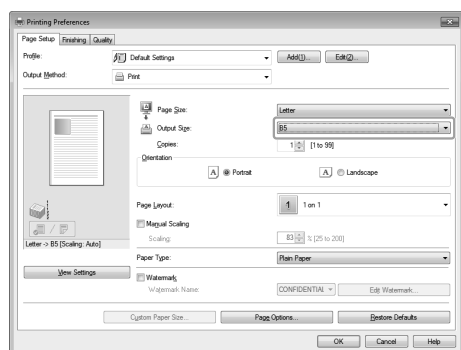 Printing Preferences
Page Setup Finishing Quality
Profile: Default Settings Add(1)... Edit(2)...
Output Method: Print
Page Size: Letter
Output Size: B5
Copies: 1 [1 to 99]
Orientation
A Portrait A Landscape
Page Layout: 1 1 on 1
Manual Scaling
Scaling: 83 % [25 to 200]
Letter -> B5 [Scaling: Auto]
View Settings
Paper Type: Plain Paper
Watermark
Watermark Name: CONFIDENTIAL Edit Watermark...
Custom Paper Size... Page Options... Restore Defaults
OK Cancel Help